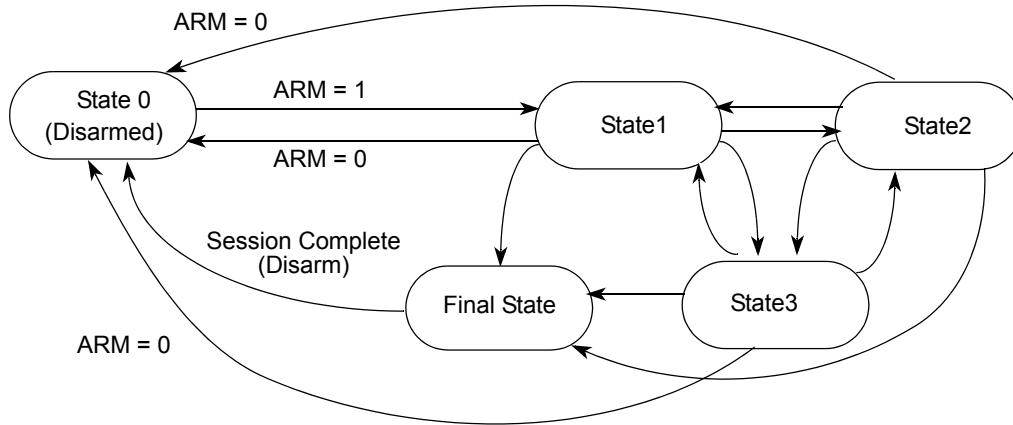 ARM = 0
State 0
(Disarmed)
ARM = 1
ARM = 0
State1
State2
Session Complete
(Disarm)
Final State
State3
ARM = 0